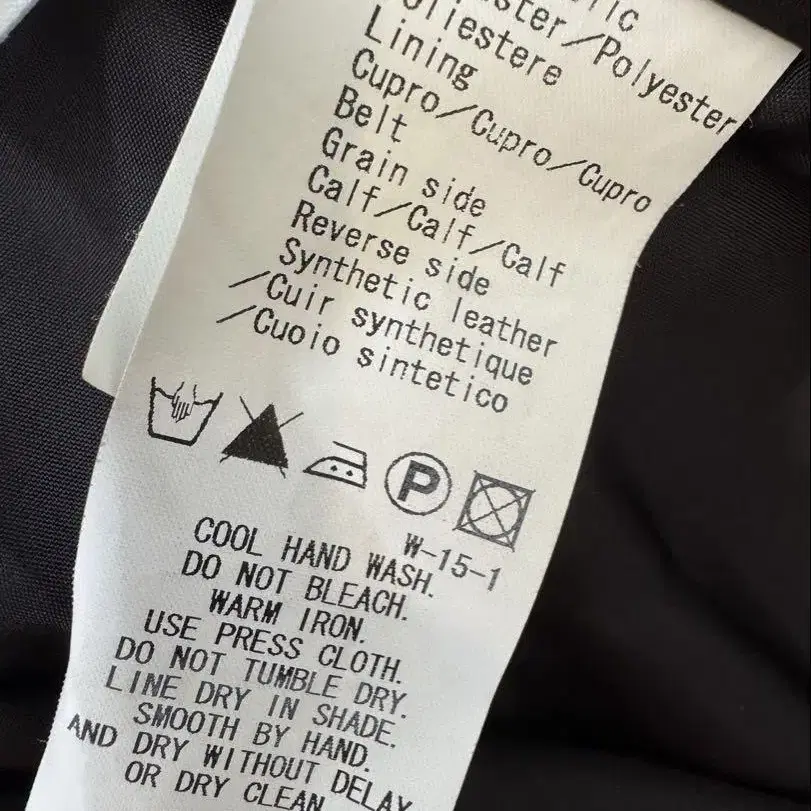 ster/Polyester
Lining
Cupro/Cupro/Cupro
Belt
Grain side
Calf/Calf/Calf
Reverse side
Synthetic leather
/Cuir synthetique
/Cuoio sintetico
P
W-15-1
COOL HAND WASH.
DO NOT BLEACH.
WARM IRON.
USE PRESS CLOTH.
DO NOT TUMBLE DRY.
LINE DRY IN SHADE.
SMOOTH BY HAND.
AND DRY WITHOUT DELAY
OR DRY CLEAN